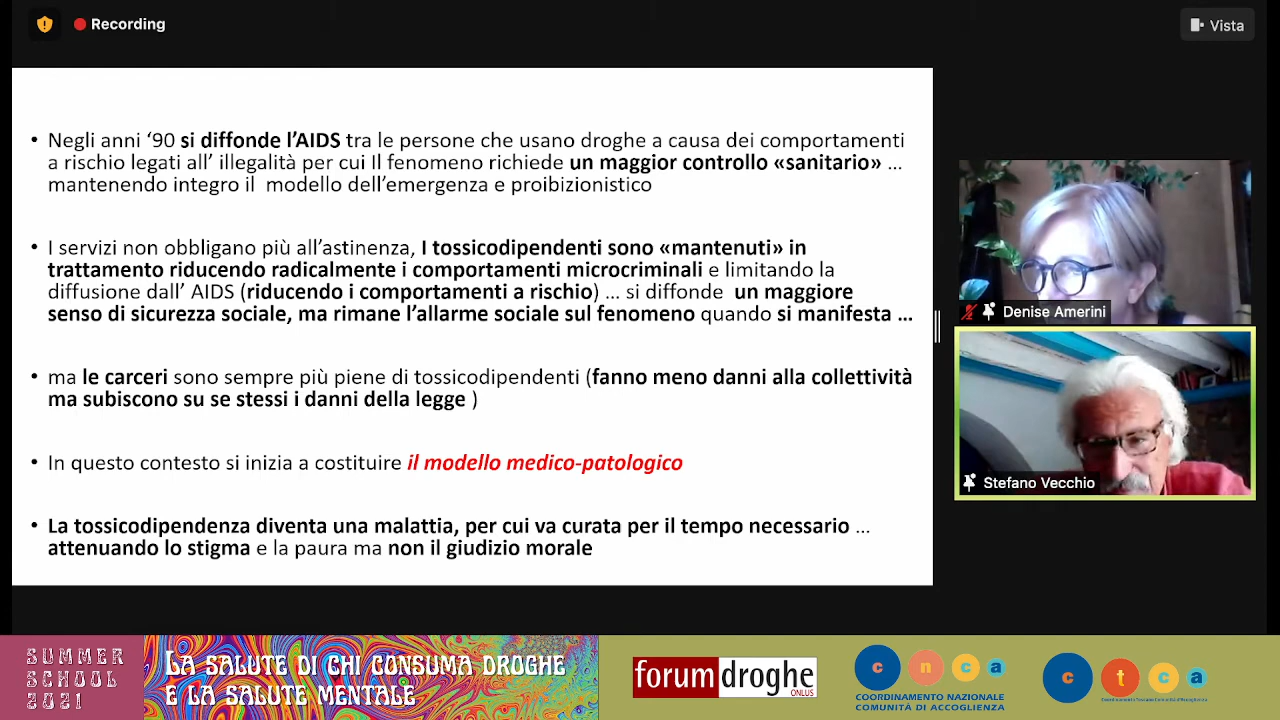 Recording
Vista
• Negli anni ‘90 si diffonde l’AIDS tra le persone che usano droghe a causa dei comportamenti
a rischio legati all’ illegalità per cui Il fenomeno richiede un maggior controllo «sanitario» ...
mantenendo integro il modello dell’emergenza e proibizionistico
• I servizi non obbligano più all’astinenza, I tossicodipendenti sono «mantenuti» in
trattamento riducendo radicalmente i comportamenti microcriminali e limitando la
diffusione dall’ AIDS (riducendo i comportamenti a rischio) ... si diffonde un maggiore
senso di sicurezza sociale, ma rimane l’allarme sociale sul fenomeno quando si manifesta ...
• ma le carceri sono sempre più piene di tossicodipendenti (fanno meno danni alla collettività
ma subiscono su se stessi i danni della legge )
• In questo contesto si inizia a costituire il modello medico-patologico
• La tossicodipendenza diventa una malattia, per cui va curata per il tempo necessario ...
attenuando lo stigma e la paura ma non il giudizio morale
Denise Amerini
Stefano Vecchio
SUMMER
SCHOOL
2021
LA SALUTE DI CHI CONSUMA DROGHE
E LA SALUTE MENTALE
forumdroghe
ONLUS
c n c a
COORDINAMENTO NAZIONALE
COMUNITÀ DI ACCOGLIENZA
c t c a